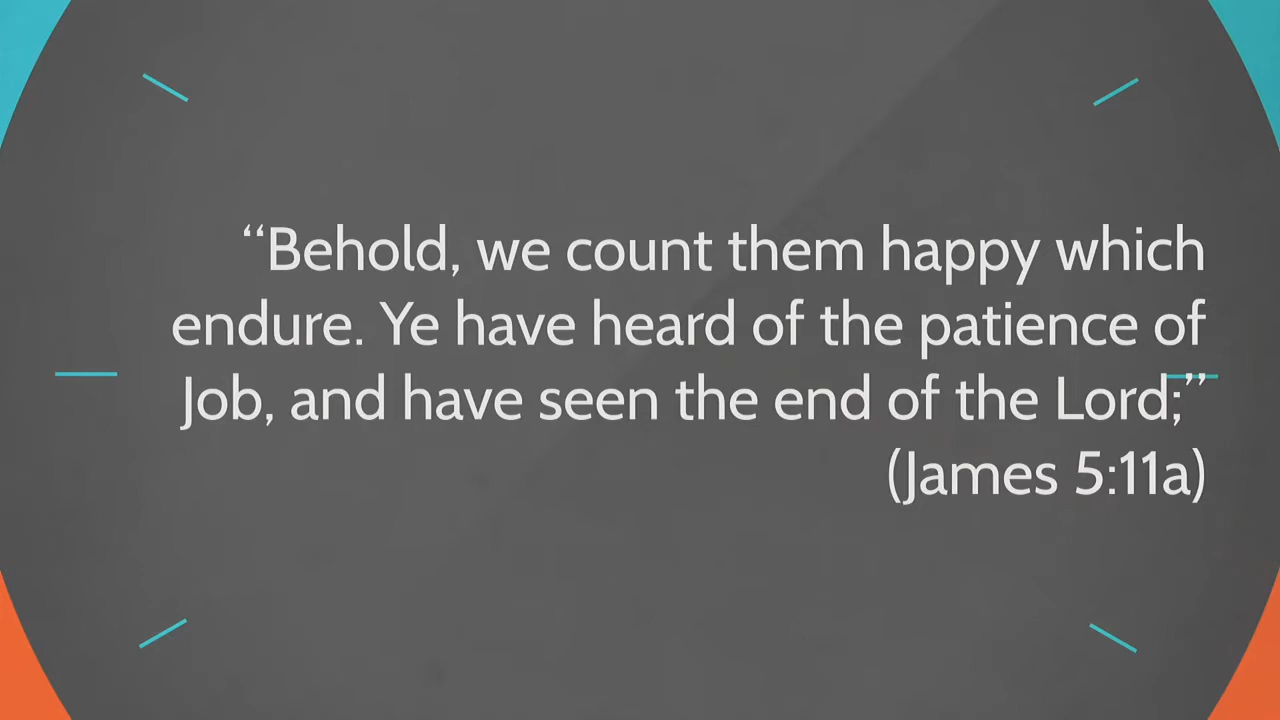 “Behold, we count them happy which
endure. Ye have heard of the patience of
Job, and have seen the end of the Lord;”
(James 5:11a)